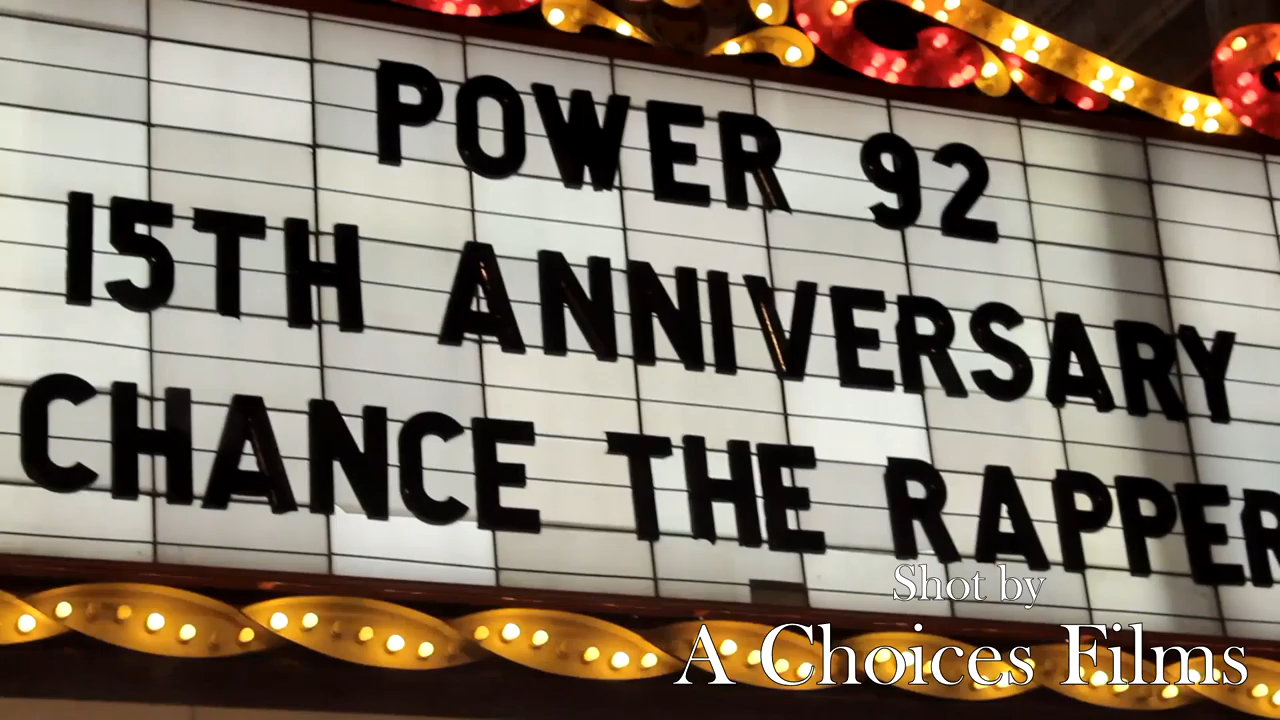 POWER 92
15TH ANNIVERSARY
CHANCE THE RAPPER
Shot by
A Choices Films